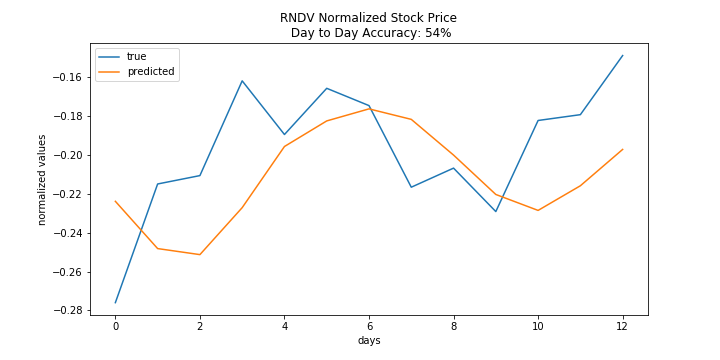 RNDV Normalized Stock Price
Day to Day Accuracy: 54%
true
predicted
normalized values
−0.16
−0.18
−0.20
−0.22
−0.24
−0.26
−0.28
0 2 4 6 8 10 12
days